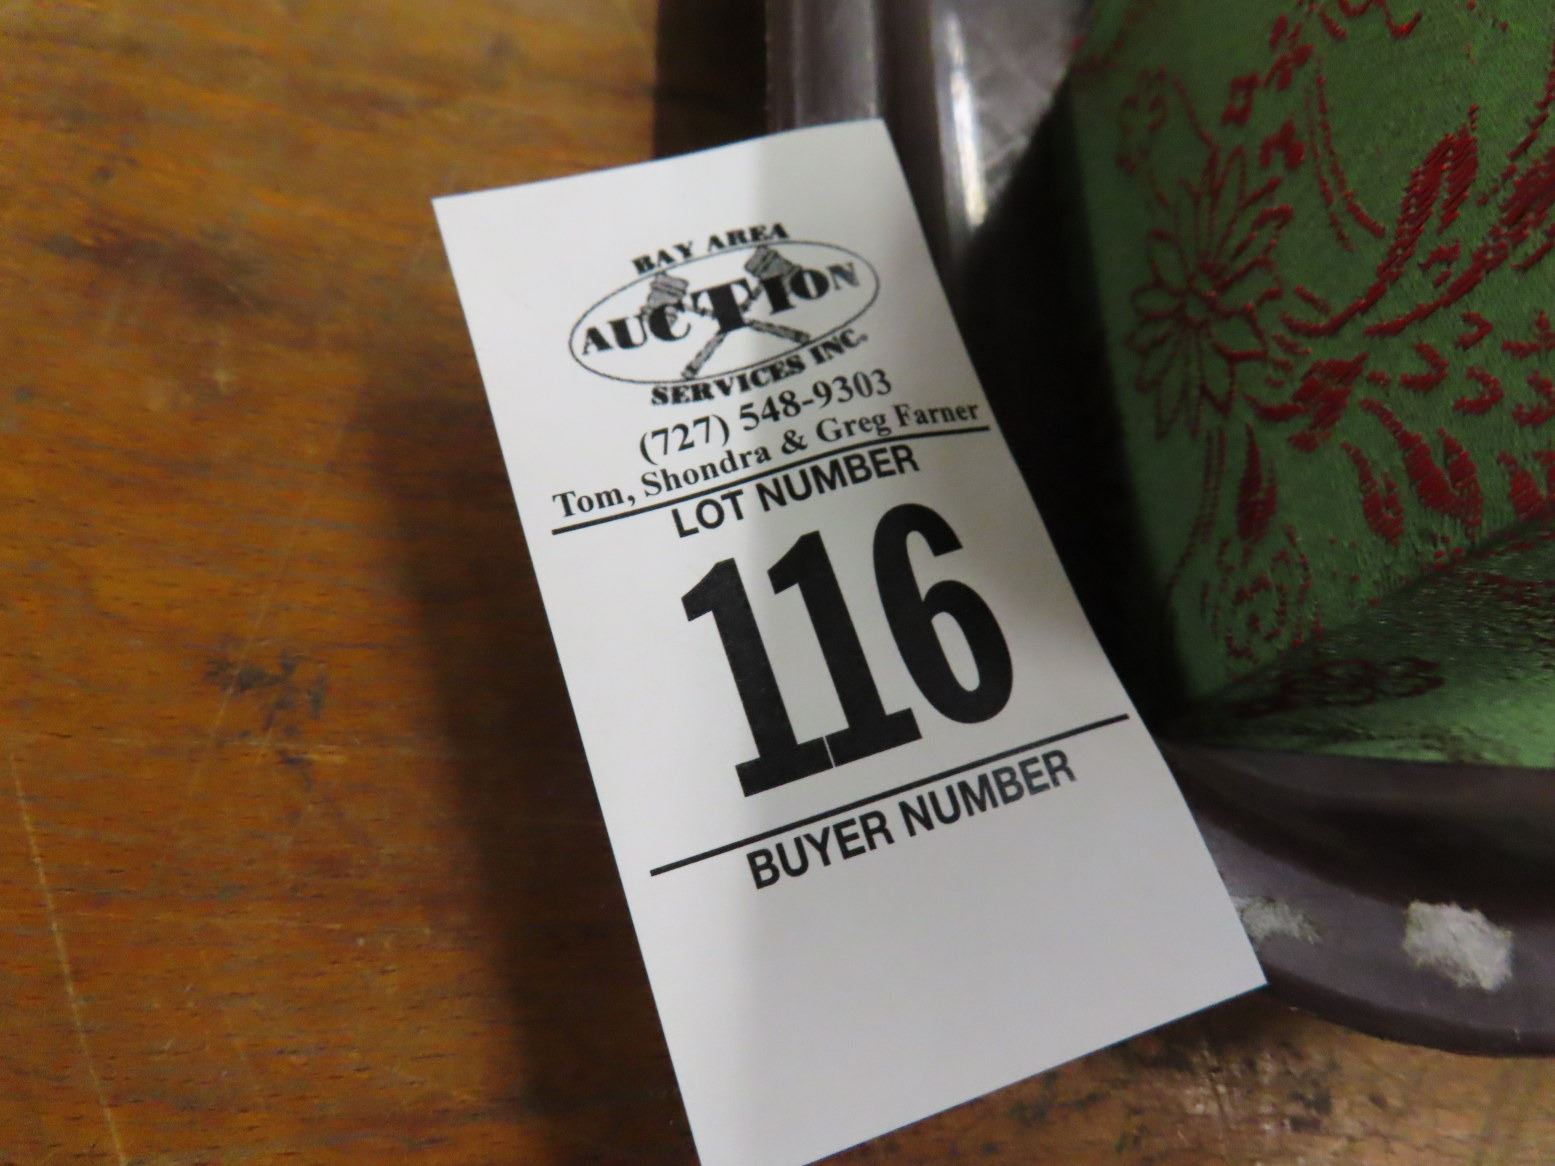 BAY AREA
AUCTION
SERVICES INC.
(727) 548-9303
Tom, Shondra & Greg Farner
LOT NUMBER
116
BUYER NUMBER